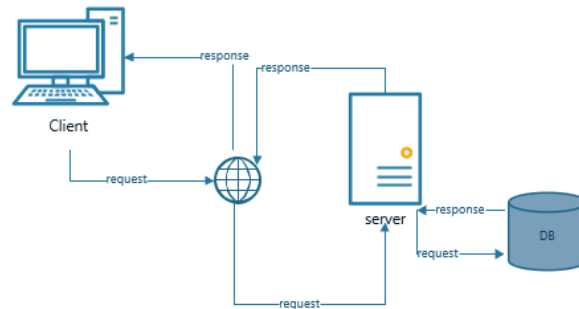 response
response
Client
request
response
server
DB
request
request